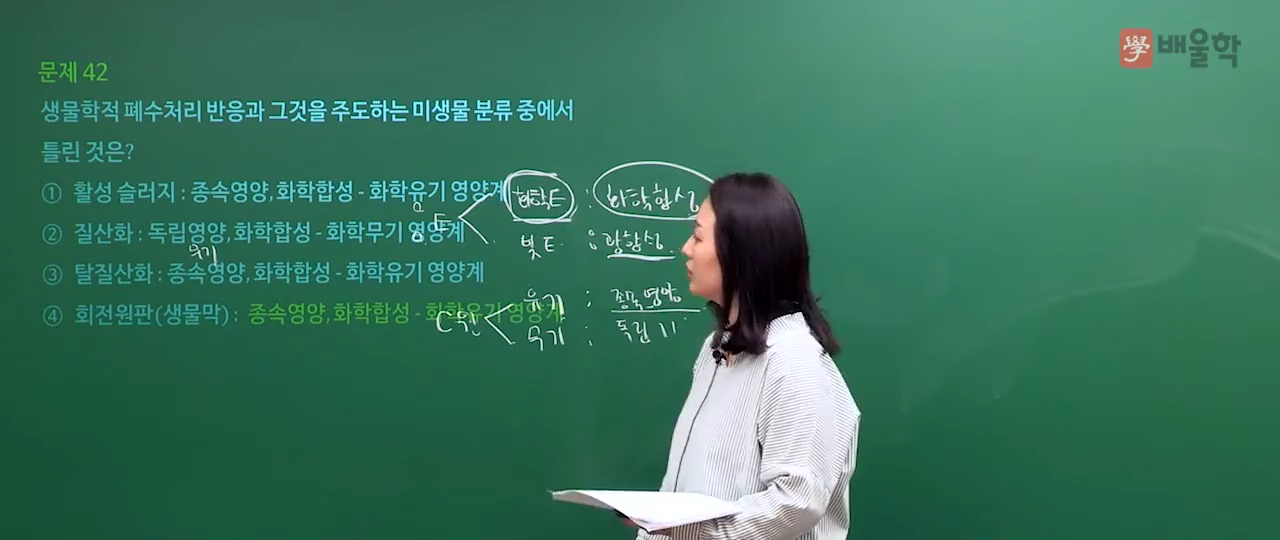 學 배울학
문제 42
생물학적 폐수처리 반응과 그것을 주도하는 미생물 분류 중에서
틀린 것은?
① 활성 슬러지 : 종속영양, 화학합성 - 화학유기 영양계
② 질산화 : 독립영양, 화학합성 - 화학무기 영양계
무기
③ 탈질산화 : 종속영양, 화학합성 - 화학유기 영양계
④ 회전원판(생물막) : 종속영양, 화학합성 - 화학유기 영양계
화학E : 화학합성
빛E : 광합성
C원
유기 : 종속영양
무기 : 독립 〃